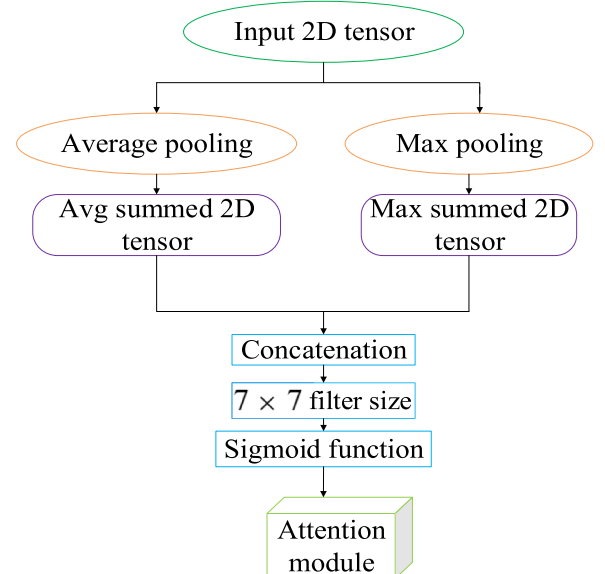 Input 2D tensor
Average pooling
Max pooling
Avg summed 2D
tensor
Max summed 2D
tensor
Concatenation
7 × 7 filter size
Sigmoid function
Attention
module